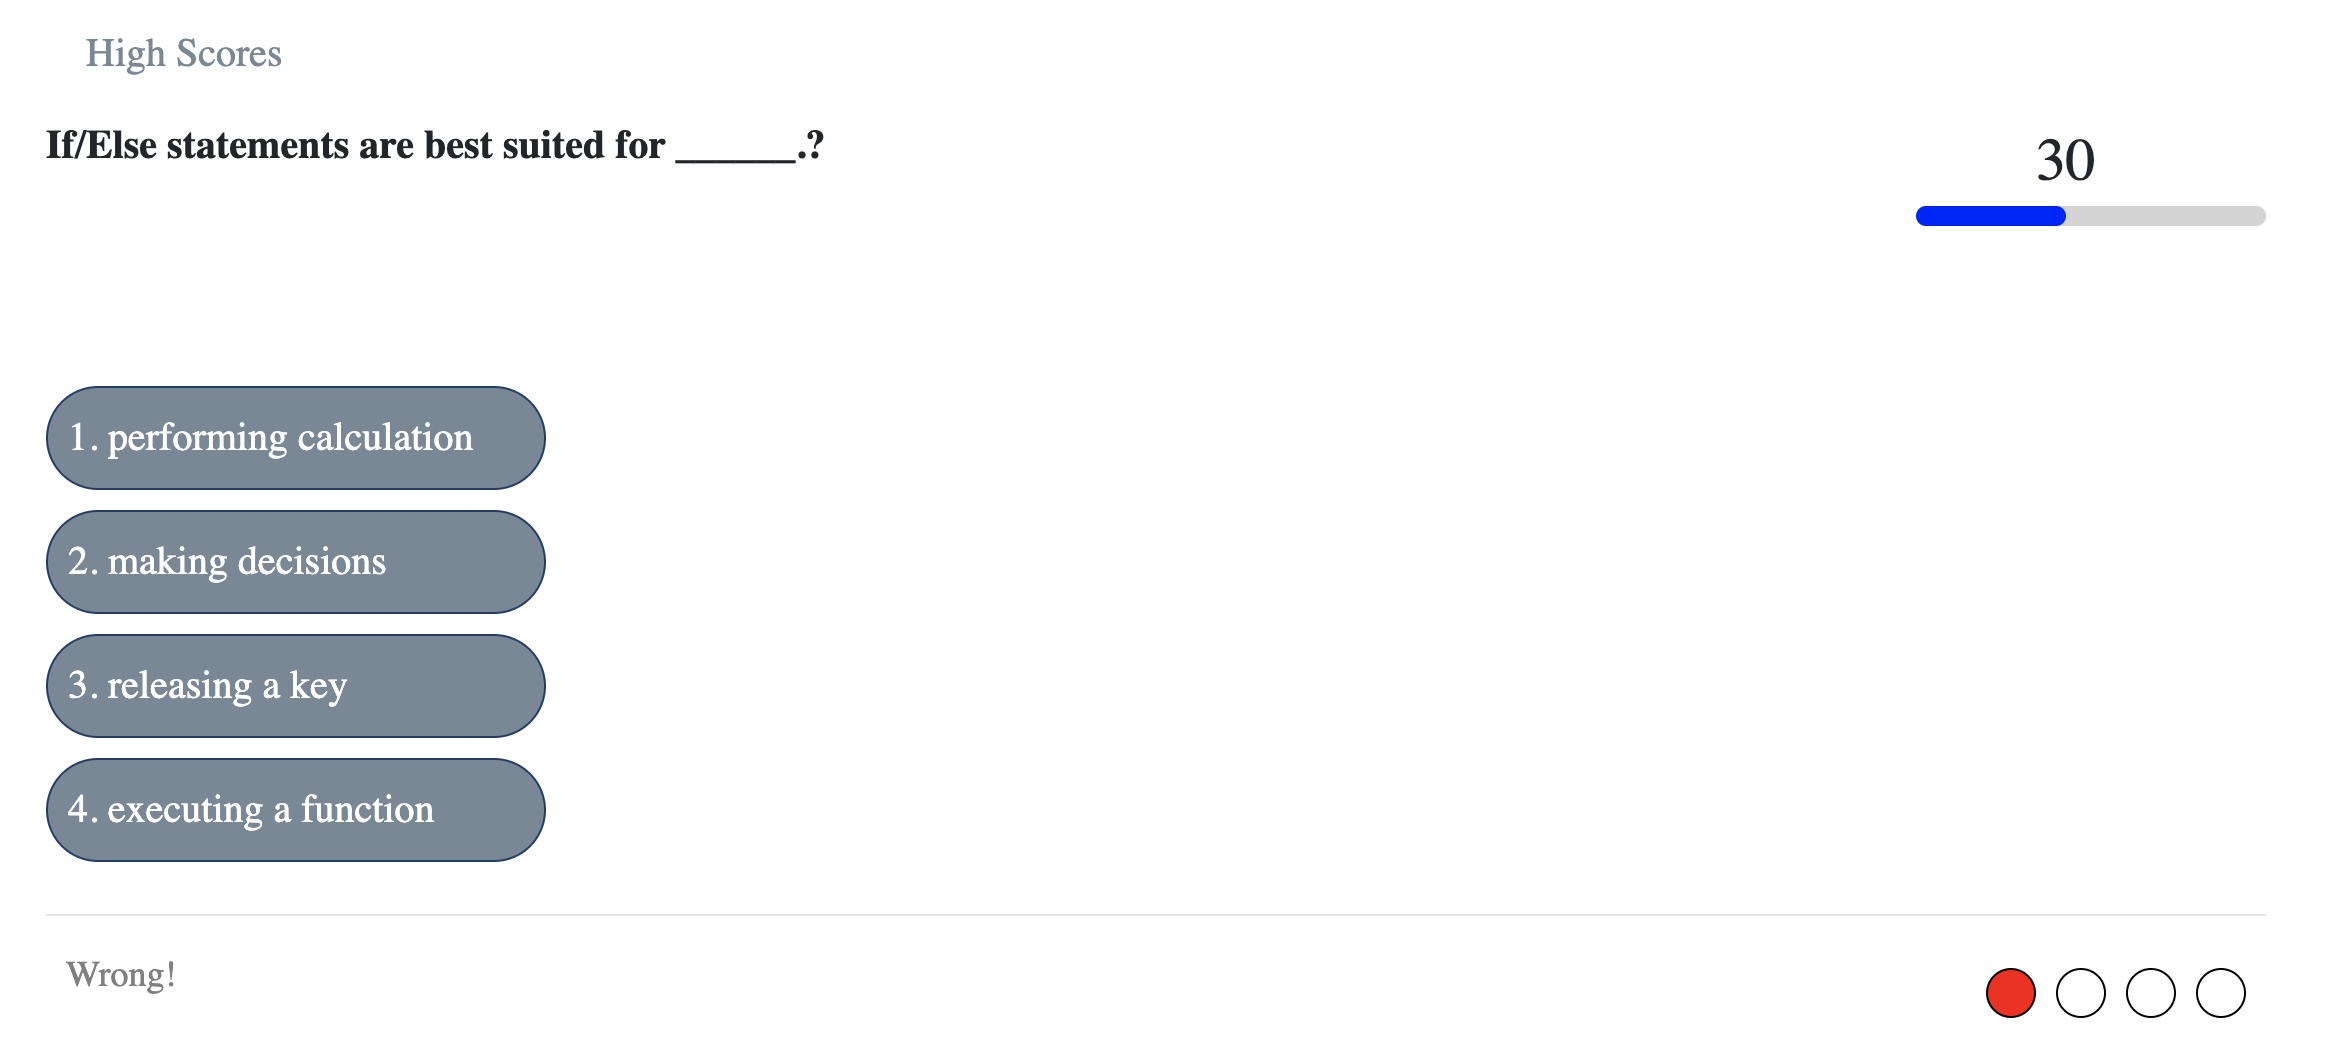 High Scores
If/Else statements are best suited for ______.?
30
1. performing calculation
2. making decisions
3. releasing a key
4. executing a function
Wrong!